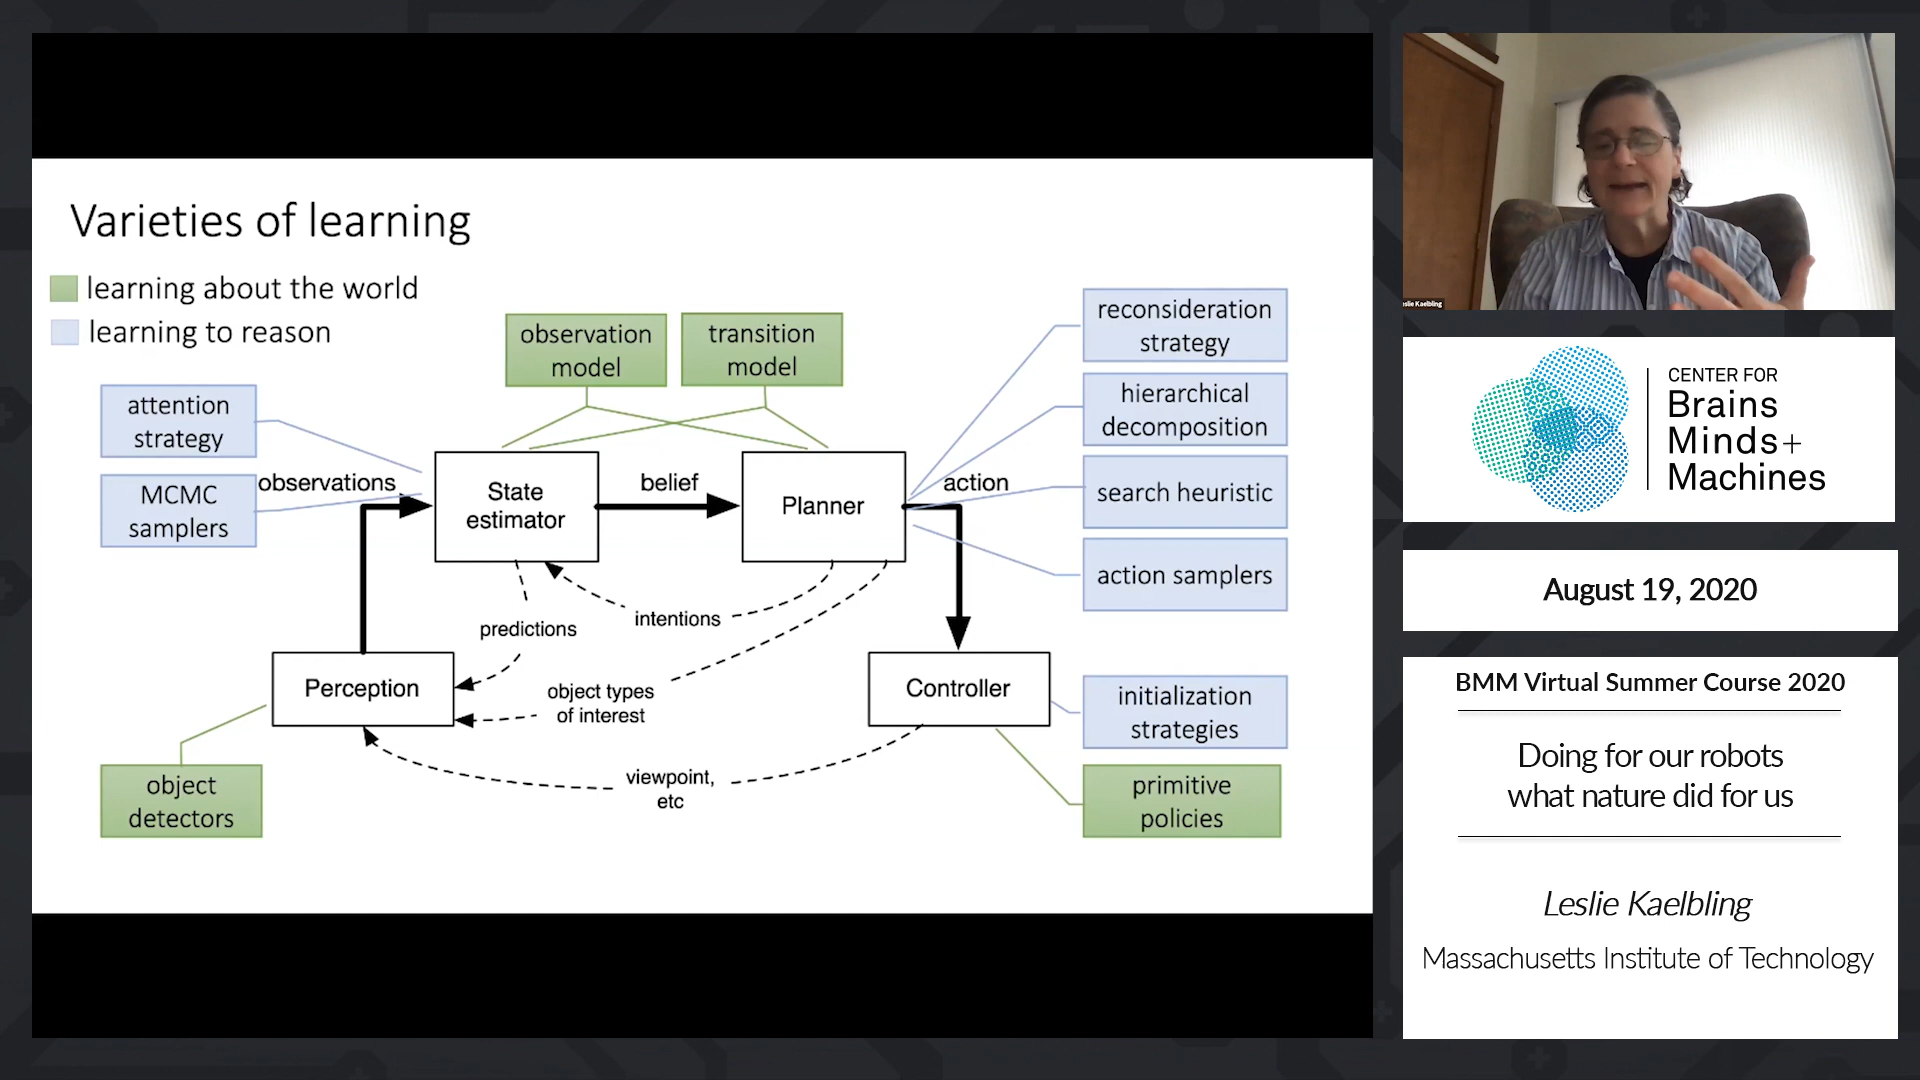 Varieties of learning
learning about the world
learning to reason
observation
model
transition
model
reconsideration
strategy
attention
strategy
hierarchical
decomposition
MCMC
samplers
observations
State
estimator
belief
Planner
action
search heuristic
action samplers
predictions
intentions
Perception
object types
of interest
Controller
initialization
strategies
object
detectors
viewpoint,
etc
primitive
policies
eslie Kaelbling
CENTER FOR
Brains
Minds+
Machines
August 19, 2020
BMM Virtual Summer Course 2020
Doing for our robots
what nature did for us
Leslie Kaelbling
Massachusetts Institute of Technology